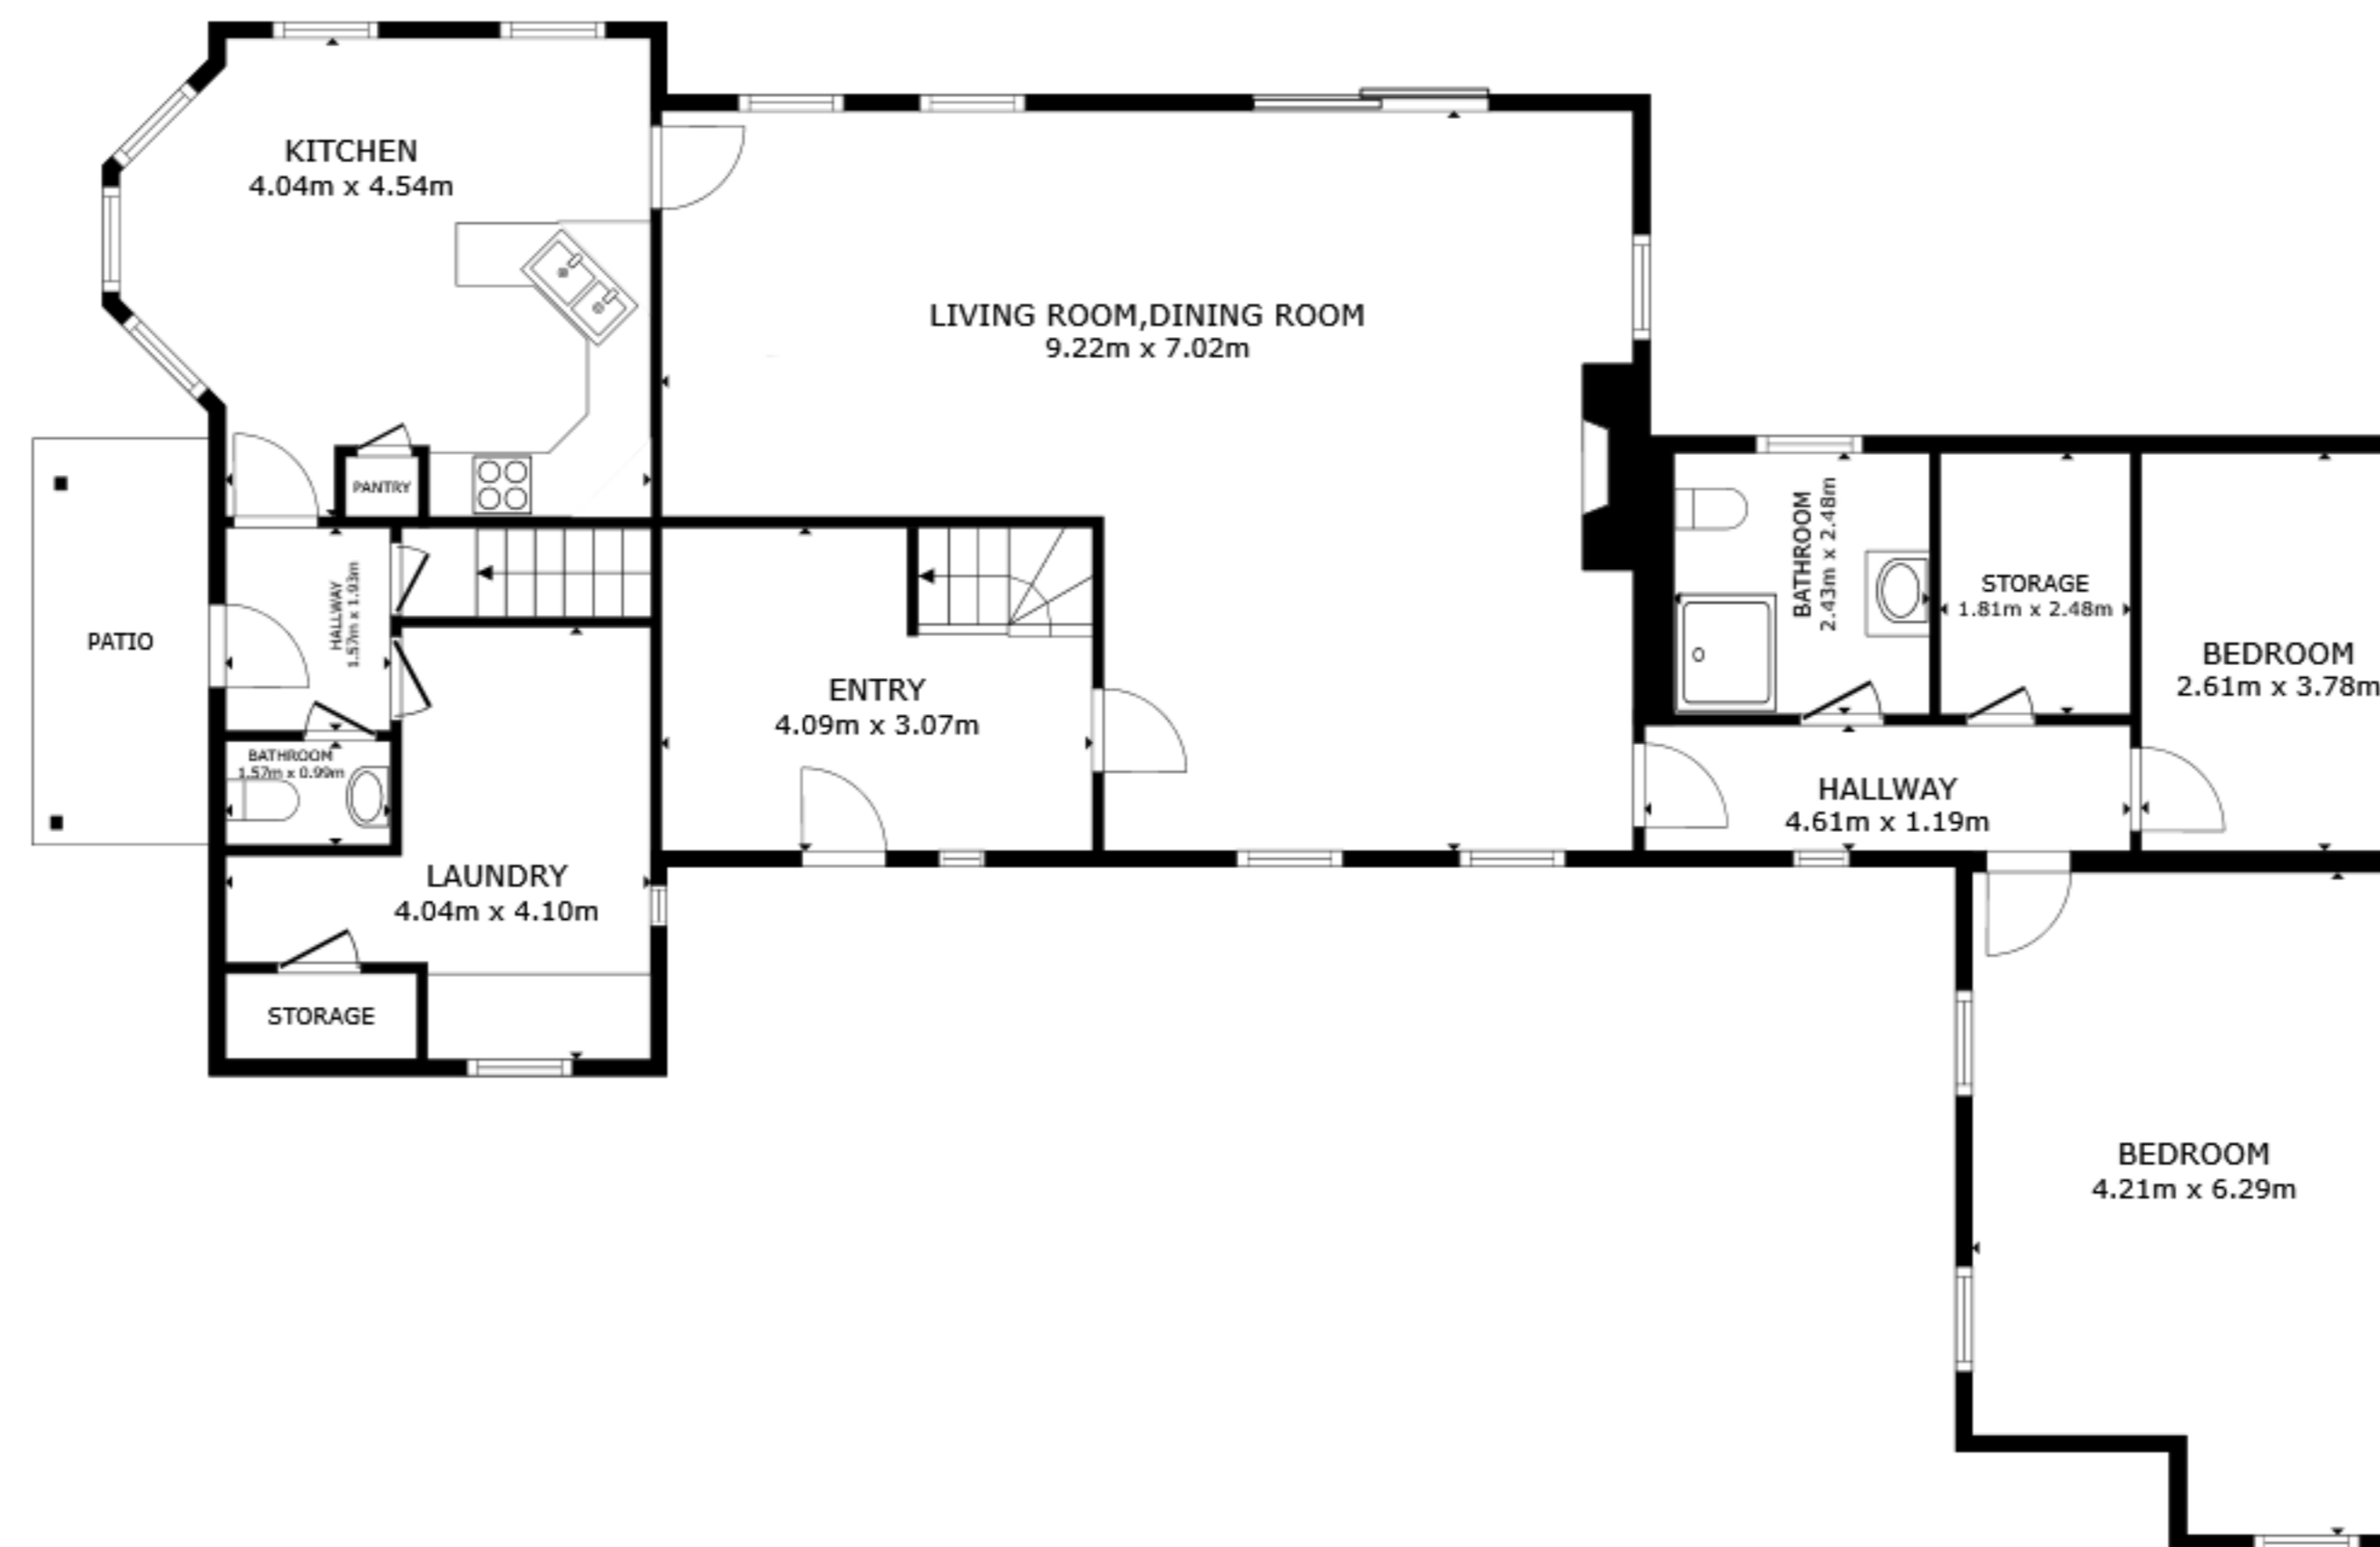 KITCHEN
4.04m x 4.54m
LIVING ROOM,DINING ROOM
9.22m x 7.02m
PANTRY
HALLWAY
1.57m x 1.93m
PATIO
BATHROOM
1.57m x 0.99m
ENTRY
4.09m x 3.07m
LAUNDRY
4.04m x 4.10m
STORAGE
BATHROOM
2.43m x 2.48m
STORAGE
1.81m x 2.48m
BEDROOM
2.61m x 3.78m
HALLWAY
4.61m x 1.19m
BEDROOM
4.21m x 6.29m